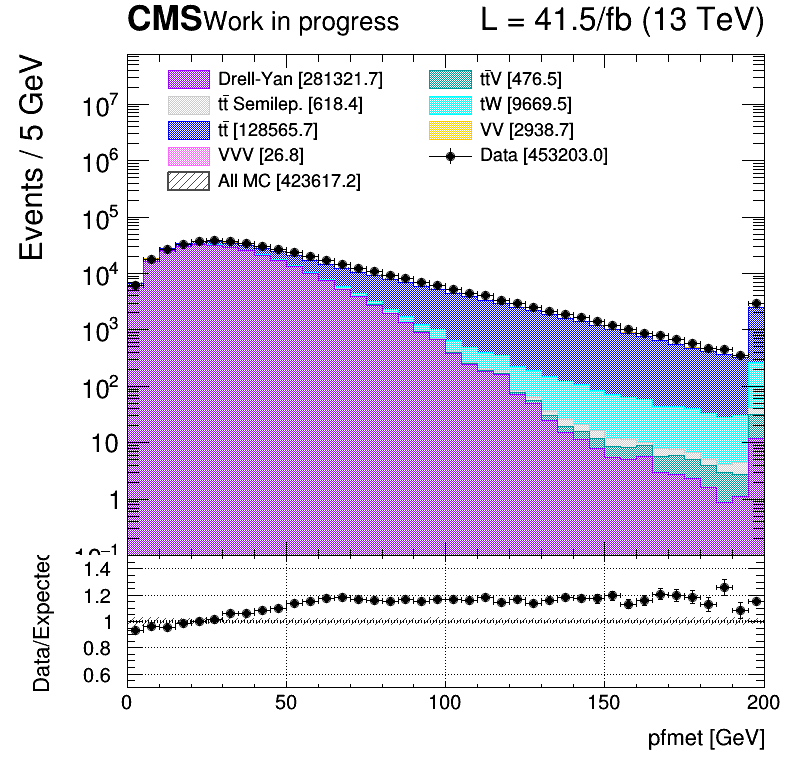 CMS Work in progress L = 41.5/fb (13 TeV)
Events / 5 GeV
Drell-Yan [281321.7]
tt̄ Semilep. [618.4]
tt̄ [128565.7]
VVV [26.8]
All MC [423617.2]
tt̄V [476.5]
tW [9669.5]
VV [2938.7]
Data [453203.0]
10⁷
10⁶
10⁵
10⁴
10³
10²
10
1
10⁻¹
Data/Expected
1.4
1.2
1
0.8
0.6
0 50 100 150 200
pfmet [GeV]